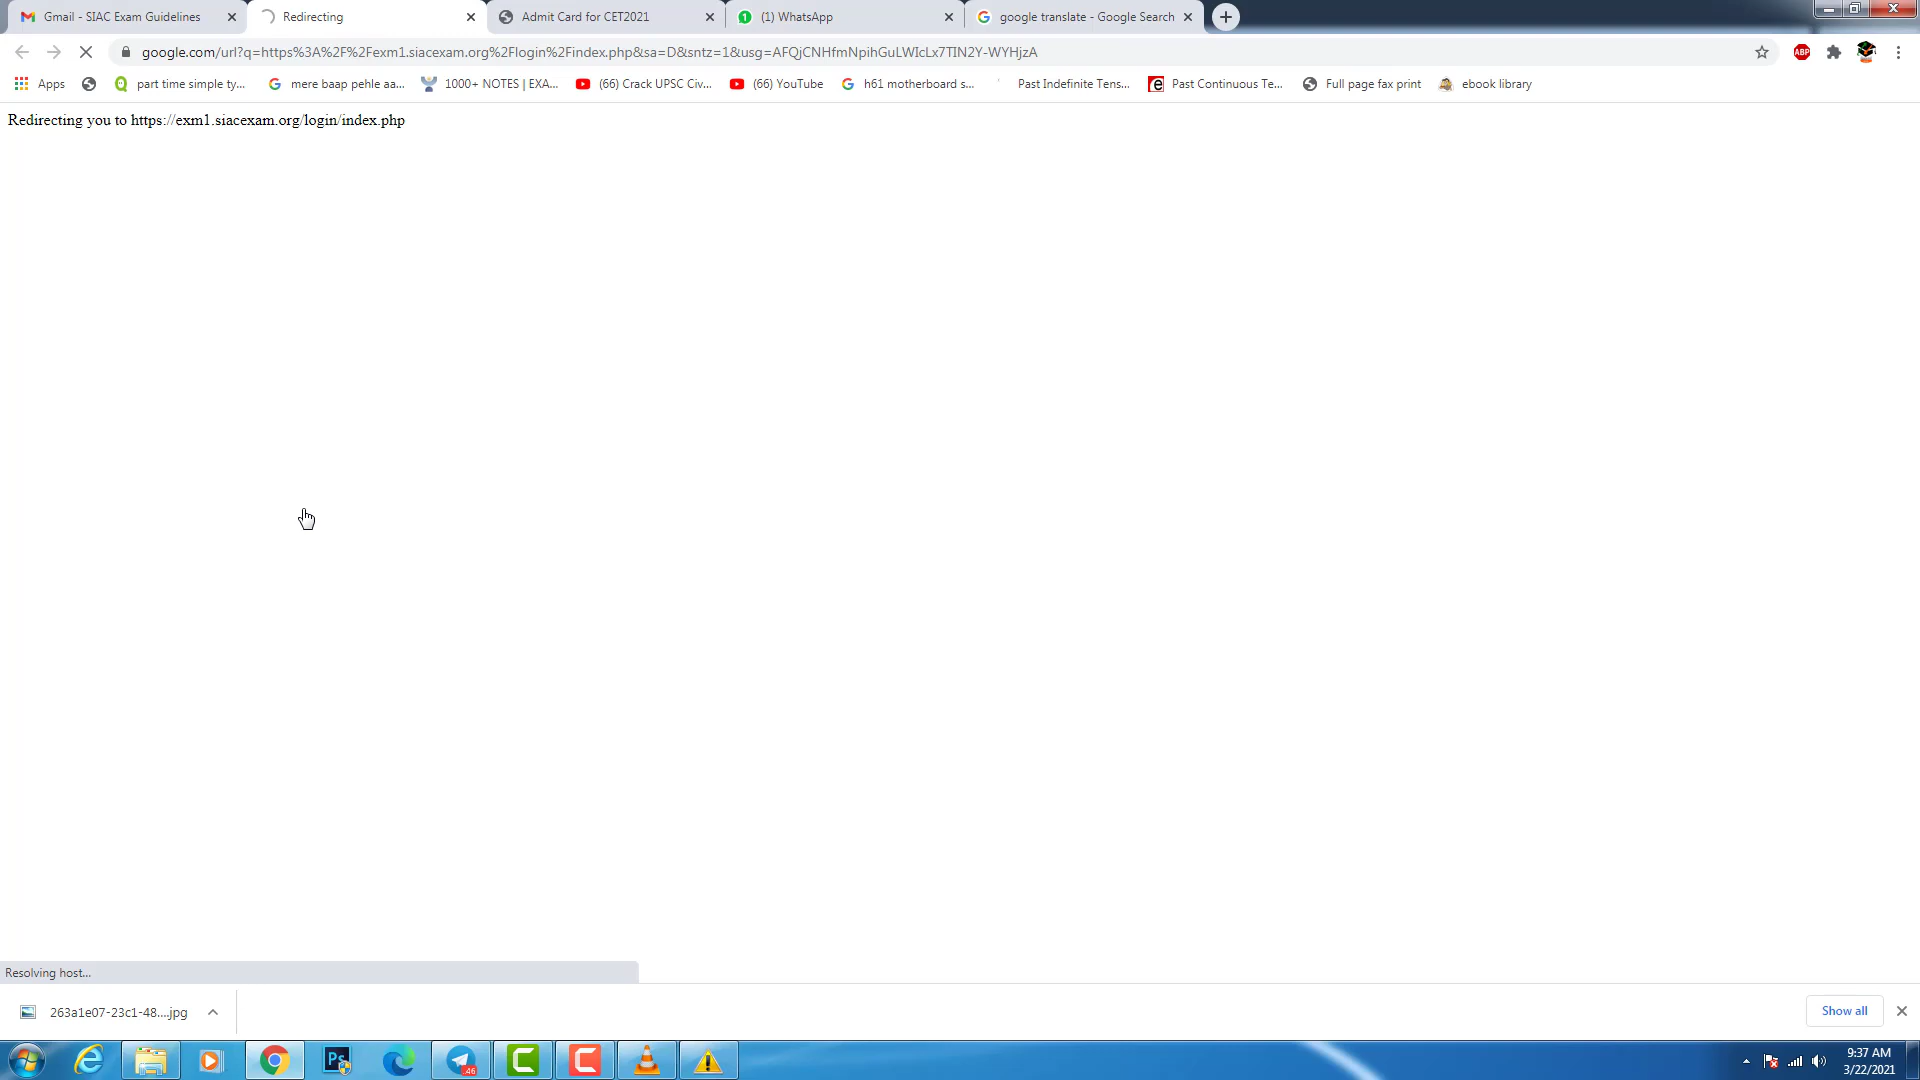 Gmail - SIAC Exam Guidelines
Redirecting
Admit Card for CET2021
(1) WhatsApp
google translate - Google Search
google.com/url?q=https%3A%2F%2Fexm1.siacexam.org%2Flogin%2Findex.php&sa=D&sntz=1&usg=AFQjCNHfmNpihGuLWIcLx7TIN2Y-WYHjzA
ABP
Apps
part time simple ty...
mere baap pehle aa...
1000+ NOTES | EXA...
(66) Crack UPSC Civ...
(66) YouTube
h61 motherboard s...
Past Indefinite Tens...
Past Continuous Te...
Full page fax print
ebook library
Redirecting you to https://exm1.siacexam.org/login/index.php
Resolving host...
263a1e07-23c1-48....jpg
Show all
Ps
46
9:37 AM
3/22/2021